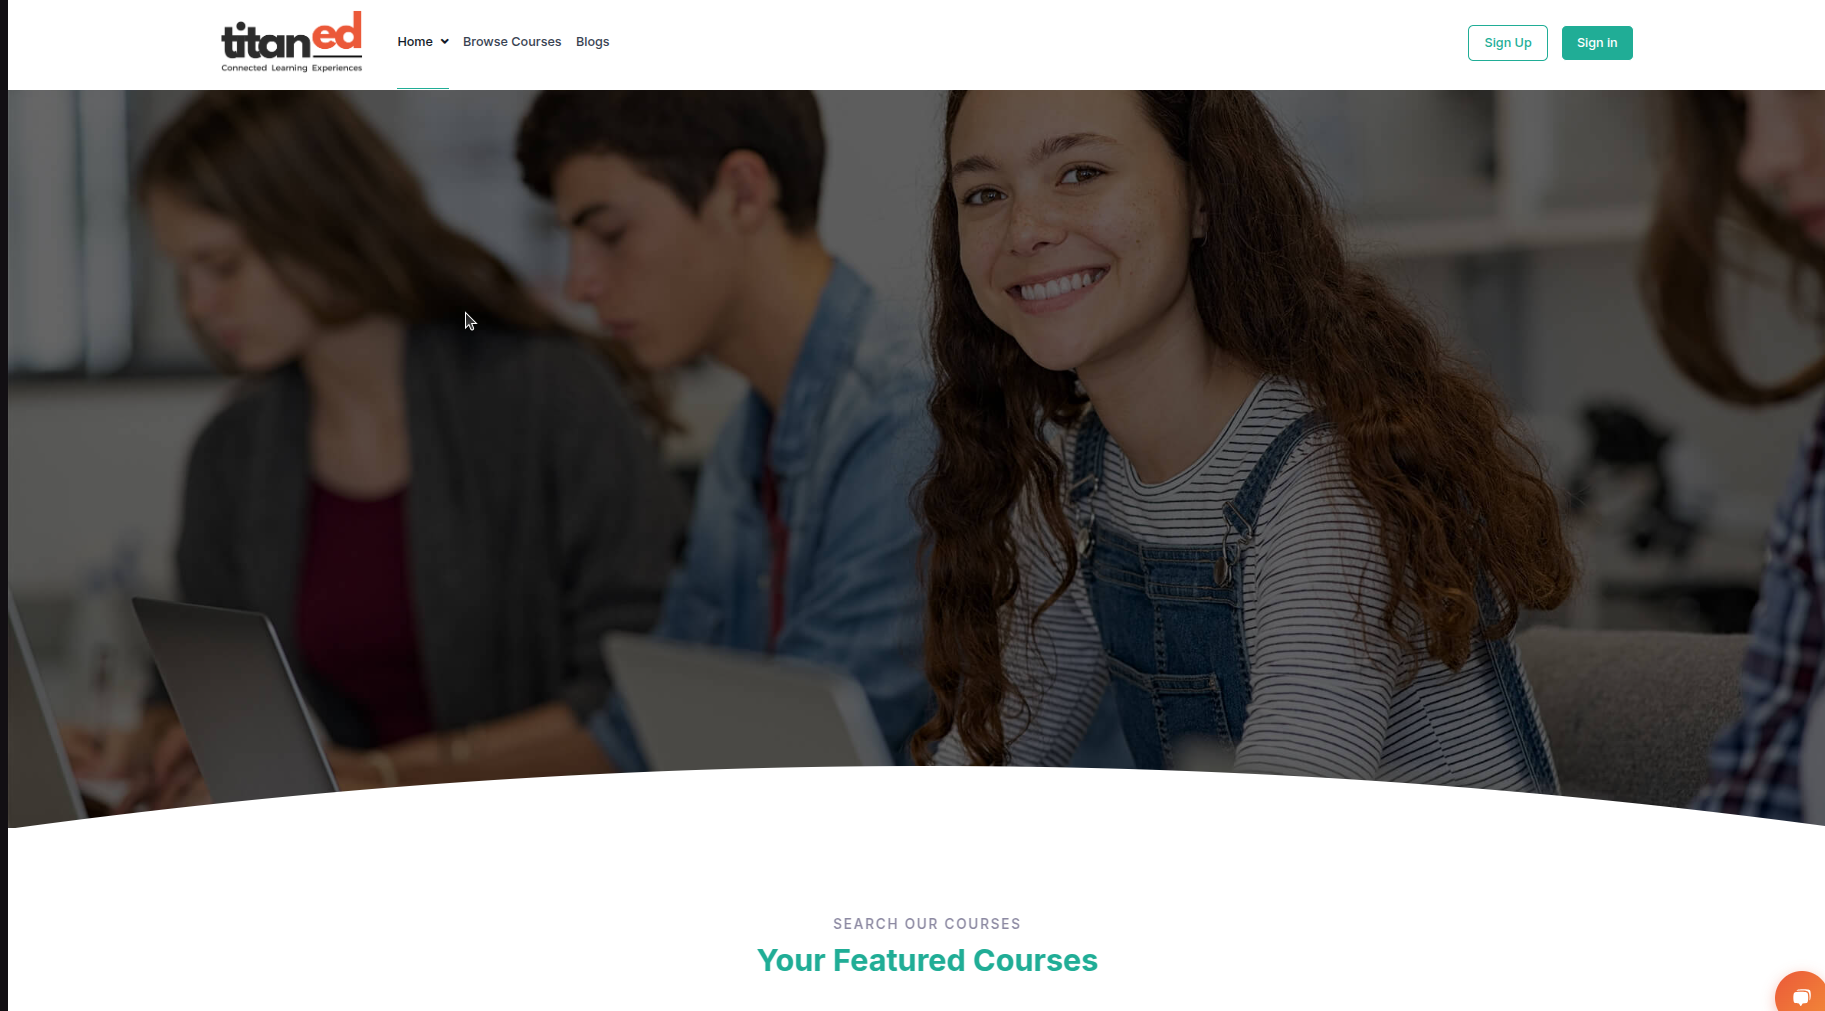 titaned
Connected Learning Experiences
Home
Browse Courses
Blogs
Sign Up
Sign in
SEARCH OUR COURSES
Your Featured Courses